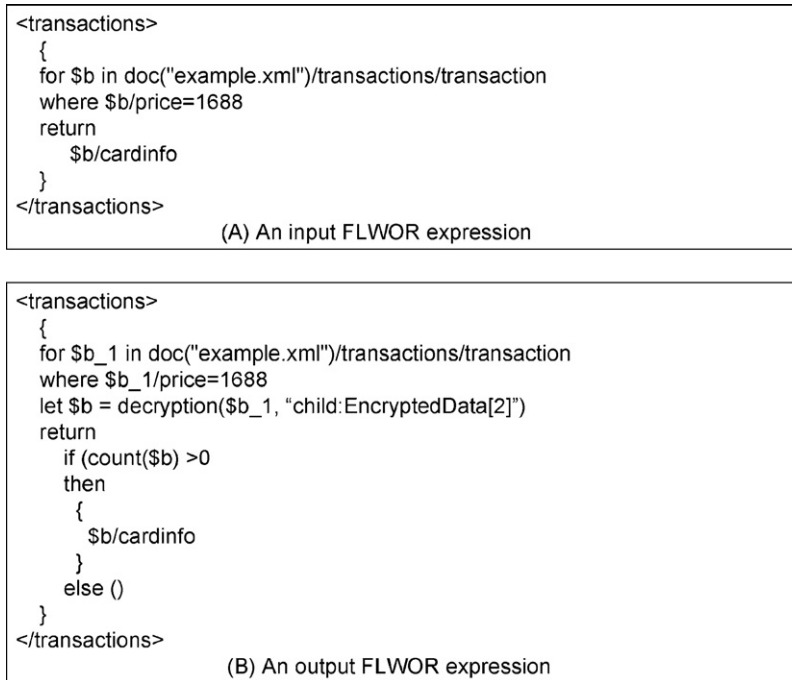 <transactions>
{
for $b in doc("example.xml")/transactions/transaction
where $b/price=1688
return
$b/cardinfo
}
</transactions>
(A) An input FLWOR expression
<transactions>
{
for $b_1 in doc("example.xml")/transactions/transaction
where $b_1/price=1688
let $b = decryption($b_1, “child:EncryptedData[2]”)
return
if (count($b) >0
then
{
$b/cardinfo
}
else ()
}
</transactions>
(B) An output FLWOR expression